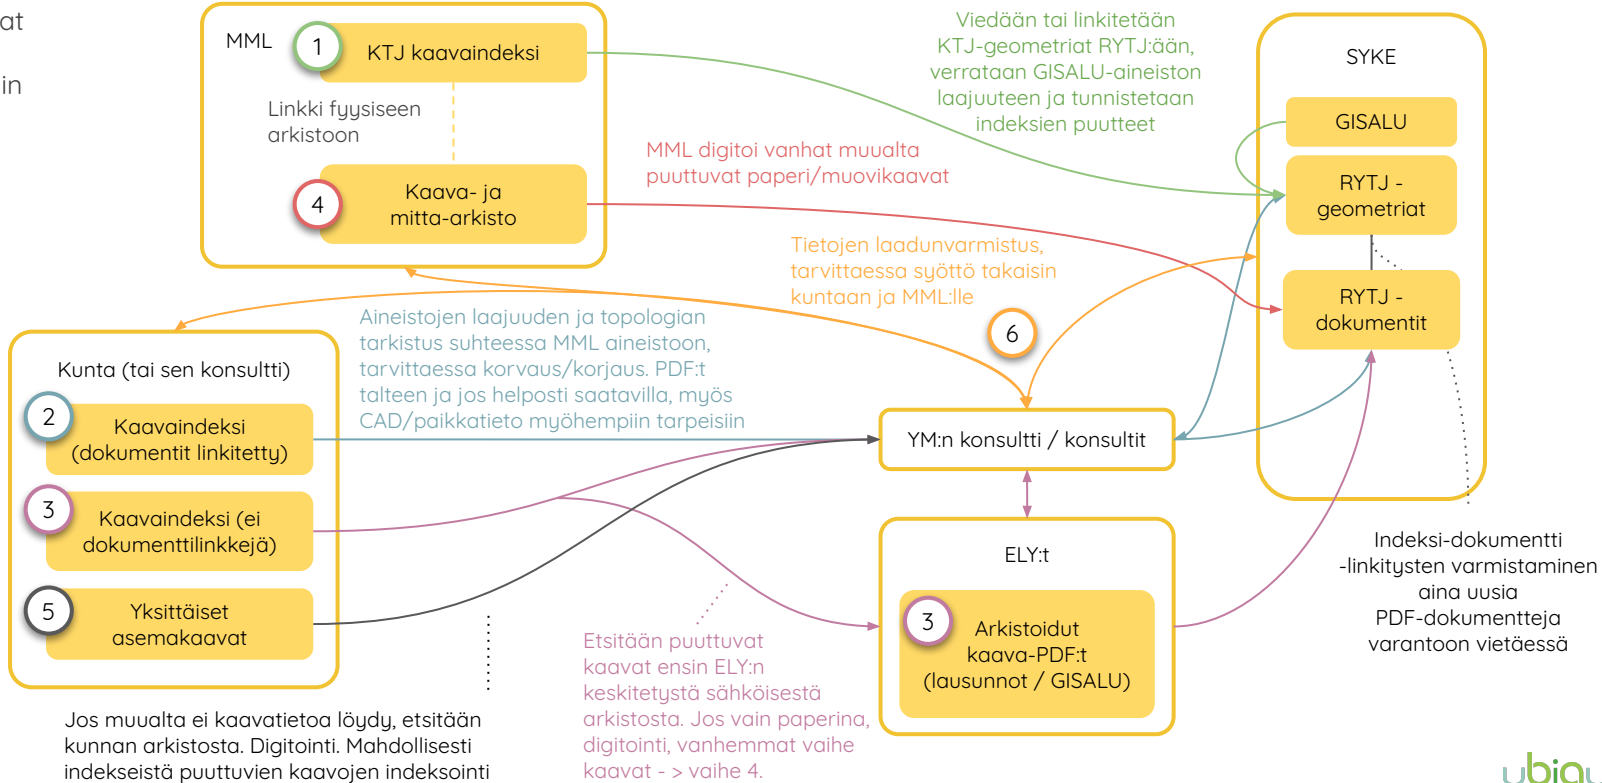 at
in
MML
1
KTJ kaavaindeksi
Linkki fyysiseen
arkistoon
4
Kaava- ja
mitta-arkisto
Viedään tai linkitetään
KTJ-geometriat RYTJ:ään,
verrataan GISALU-aineiston
laajuuteen ja tunnistetaan
indeksien puutteet
MML digitoi vanhat muualta
puuttuvat paperi/muovikaavat
SYKE
GISALU
RYTJ -
geometriat
RYTJ -
dokumentit
Tietojen laadunvarmistus,
tarvittaessa syöttö takaisin
kuntaan ja MML:lle
6
Aineistojen laajuuden ja topologian
tarkistus suhteessa MML aineistoon,
tarvittaessa korvaus/korjaus. PDF:t
talteen ja jos helposti saatavilla, myös
CAD/paikkatieto myöhempiin tarpeisiin
Kunta (tai sen konsultti)
2
Kaavaindeksi
(dokumentit linkitetty)
3
Kaavaindeksi (ei
dokumenttilinkkejä)
5
Yksittäiset
asemakaavat
YM:n konsultti / konsultit
ELY:t
3
Arkistoidut
kaava-PDF:t
(lausunnot / GISALU)
Indeksi-dokumentti
-linkitysten varmistaminen
aina uusia
PDF-dokumentteja
varantoon vietäessä
Etsitään puuttuvat
kaavat ensin ELY:n
keskitetystä sähköisestä
arkistosta. Jos vain paperina,
digitointi, vanhemmat vaihe
kaavat - > vaihe 4.
Jos muualta ei kaavatietoa löydy, etsitään
kunnan arkistosta. Digitointi. Mahdollisesti
indekseistä puuttuvien kaavojen indeksointi